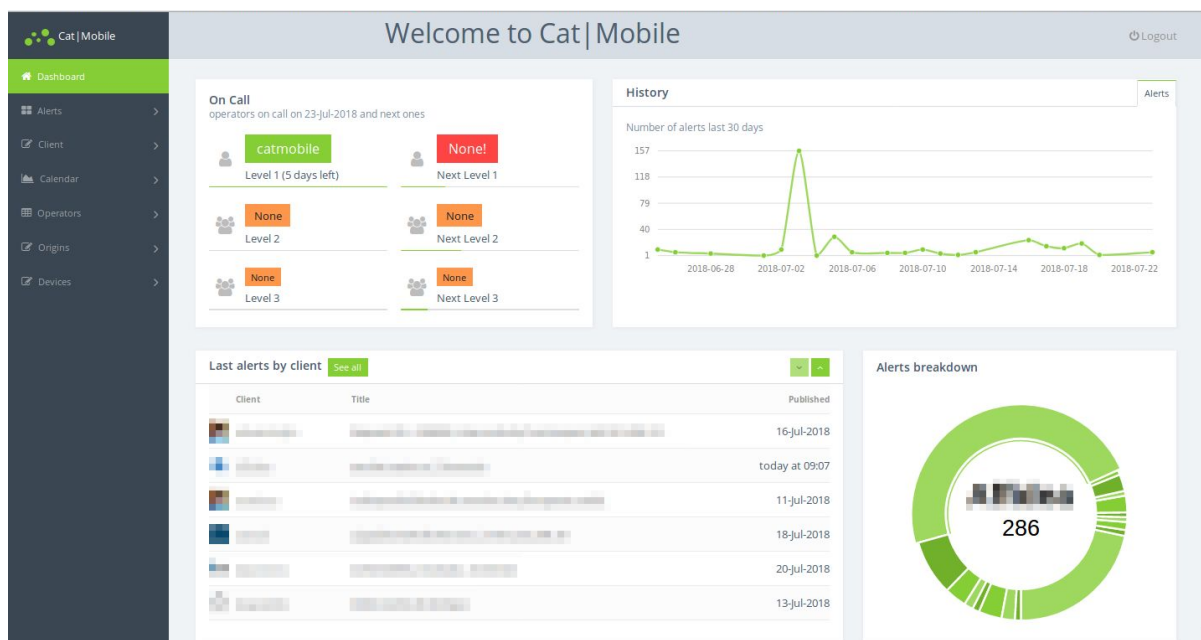 Cat|Mobile
Welcome to Cat|Mobile
Logout
Dashboard
Alerts
Client
Calendar
Operators
Origins
Devices
On Call
operators on call on 23-Jul-2018 and next ones
catmobile
Level 1 (5 days left)
None!
Next Level 1
None
Level 2
None
Next Level 2
None
Level 3
None
Next Level 3
History
Alerts
Number of alerts last 30 days
157
118
79
40
1
2018-06-28 2018-07-02 2018-07-06 2018-07-10 2018-07-14 2018-07-18 2018-07-22
Last alerts by client See all
Client Title Published
16-Jul-2018
today at 09:07
11-Jul-2018
18-Jul-2018
20-Jul-2018
13-Jul-2018
Alerts breakdown
286